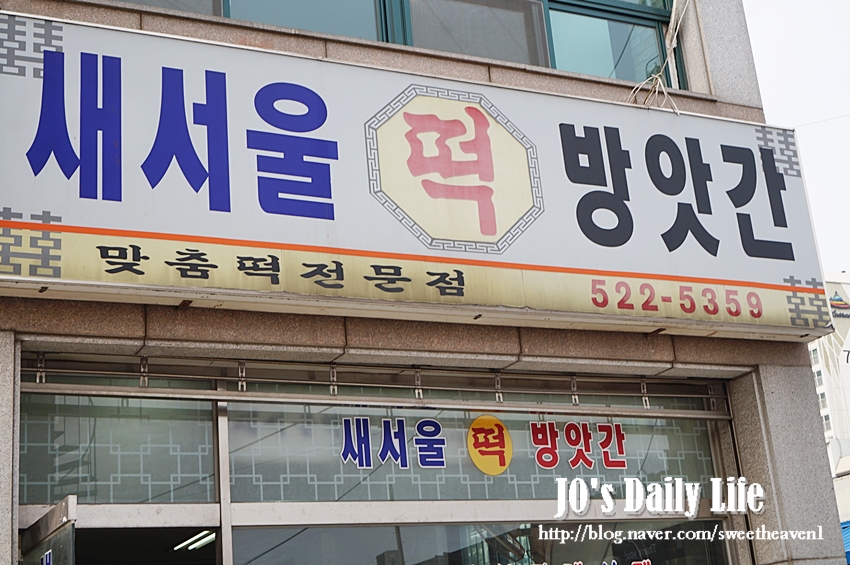 새서울 떡 방앗간
맞춤떡전문점 522-5359
새서울 떡 방앗간
JO's Daily Life
http://blog.naver.com/sweetheaven1